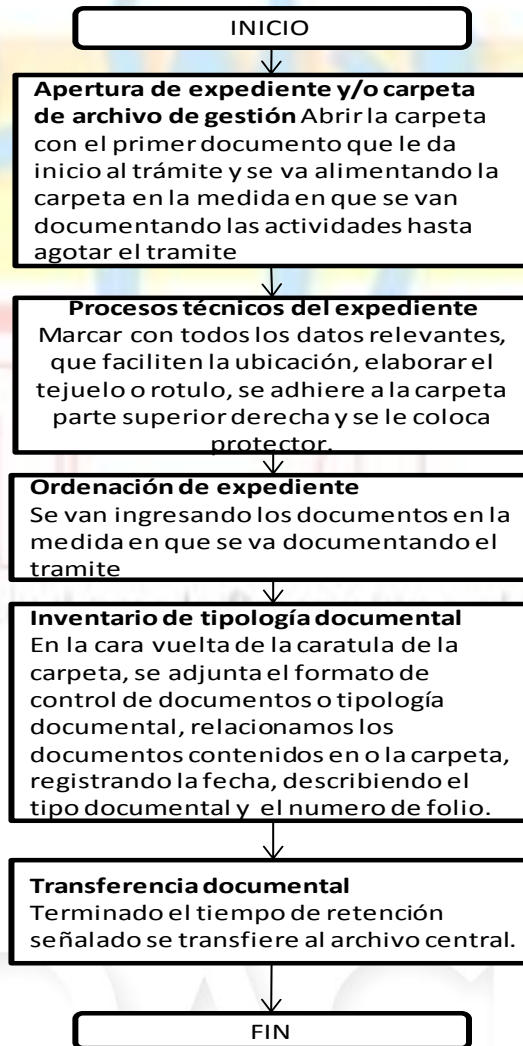 INICIO
Apertura de expediente y/o carpeta
de archivo de gestión Abrir la carpeta
con el primer documento que le da
inicio al trámite y se va alimentando la
carpeta en la medida en que se van
documentando las actividades hasta
agotar el tramite
Procesos técnicos del expediente
Marcar con todos los datos relevantes,
que faciliten la ubicación, elaborar el
tejuelo o rotulo, se adhiere a la carpeta
parte superior derecha y se le coloca
protector.
Ordenación de expediente
Se van ingresando los documentos en la
medida en que se va documentando el
tramite
Inventario de tipología documental
En la cara vuelta de la caratula de la
carpeta, se adjunta el formato de
control de documentos o tipología
documental, relacionamos los
documentos contenidos en o la carpeta,
registrando la fecha, describiendo el
tipo documental y el numero de folio.
Transferencia documental
Terminado el tiempo de retención
señalado se transfiere al archivo central.
FIN